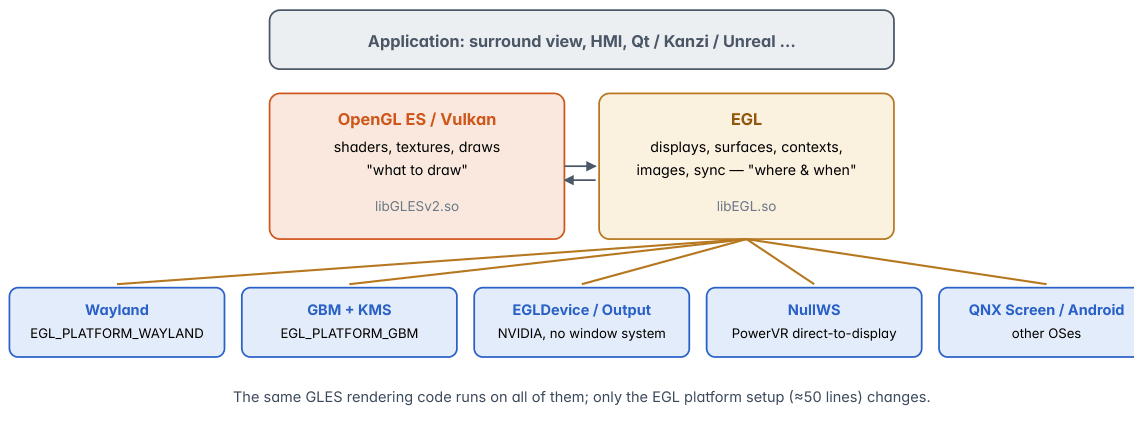 Application: surround view, HMI, Qt / Kanzi / Unreal ...
OpenGL ES / Vulkan
shaders, textures, draws
"what to draw"
libGLESv2.so
EGL
displays, surfaces, contexts,
images, sync — "where & when"
libEGL.so
Wayland
EGL_PLATFORM_WAYLAND
GBM + KMS
EGL_PLATFORM_GBM
EGLDevice / Output
NVIDIA, no window system
NullWS
PowerVR direct-to-display
QNX Screen / Android
other OSes
The same GLES rendering code runs on all of them; only the EGL platform setup (≈50 lines) changes.